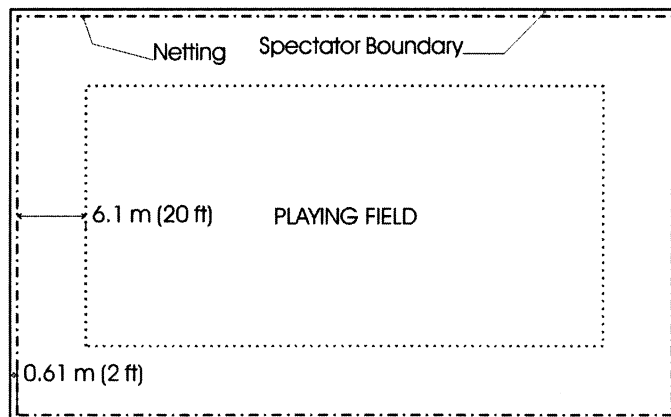 Netting
Spectator Boundary
6.1 m (20 ft)
PLAYING FIELD
0.61 m (2 ft)